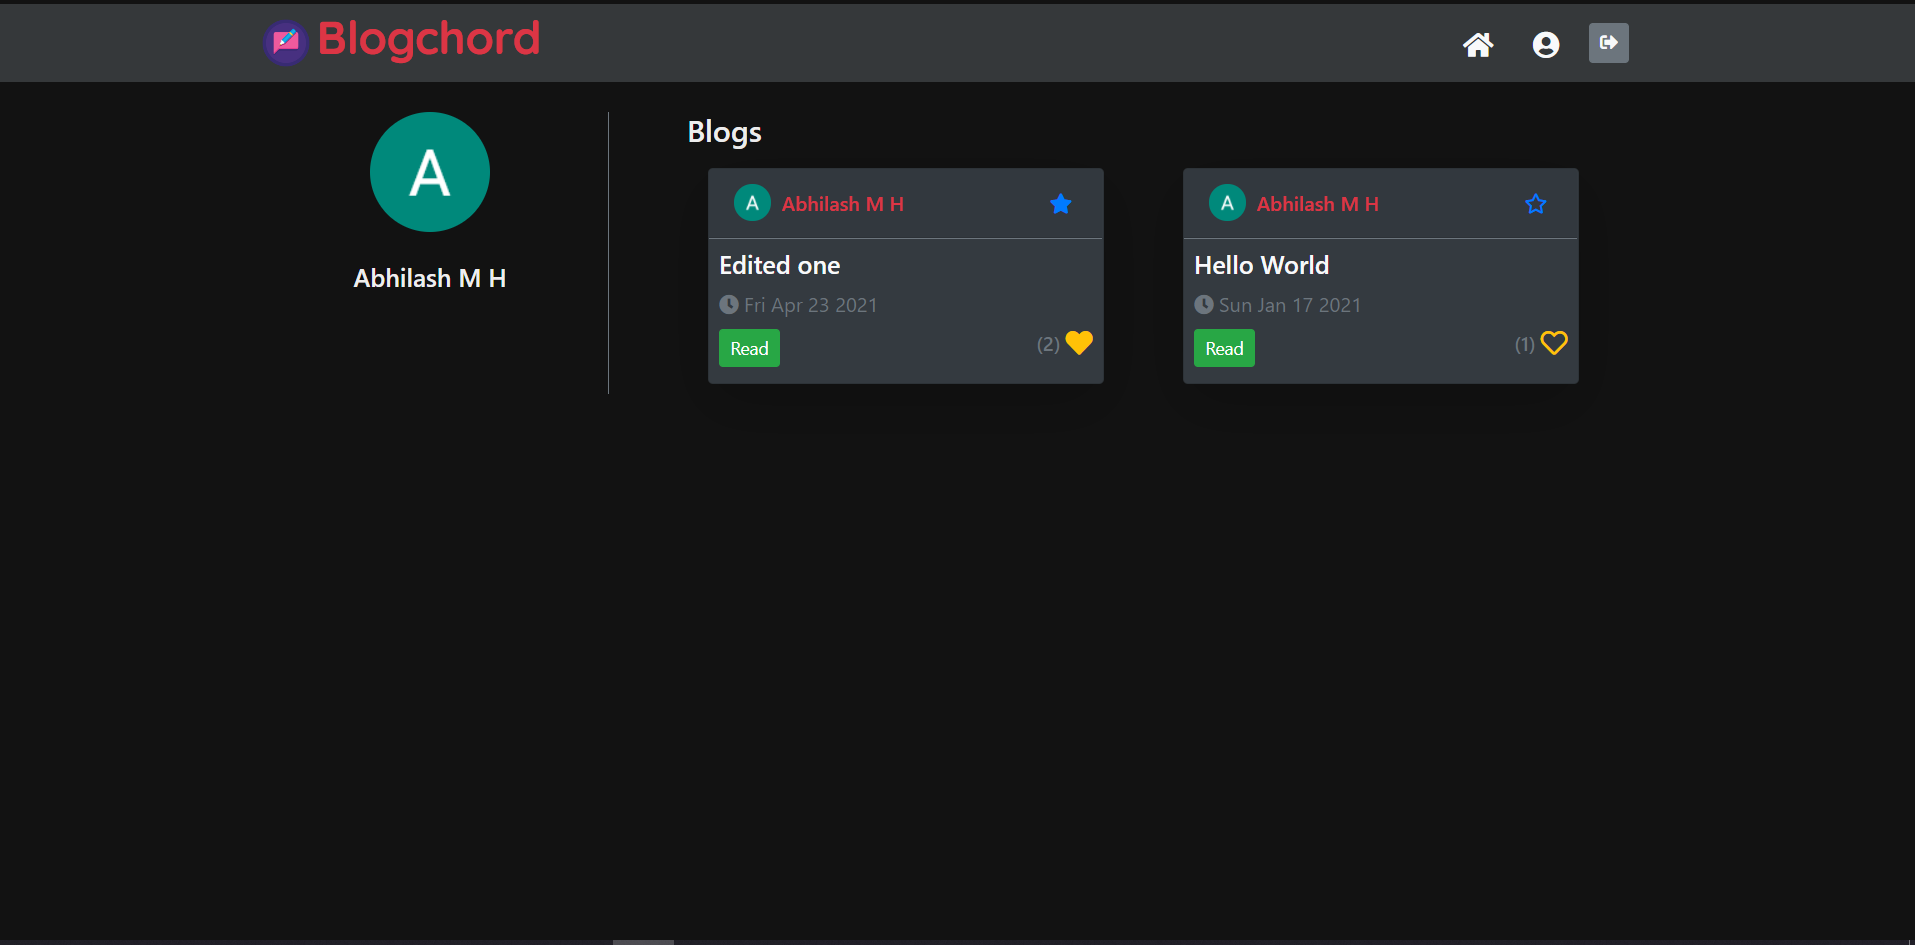 Blogchord
A
Abhilash M H
Blogs
A Abhilash M H
Edited one
Fri Apr 23 2021
Read (2)
A Abhilash M H
Hello World
Sun Jan 17 2021
Read (1)